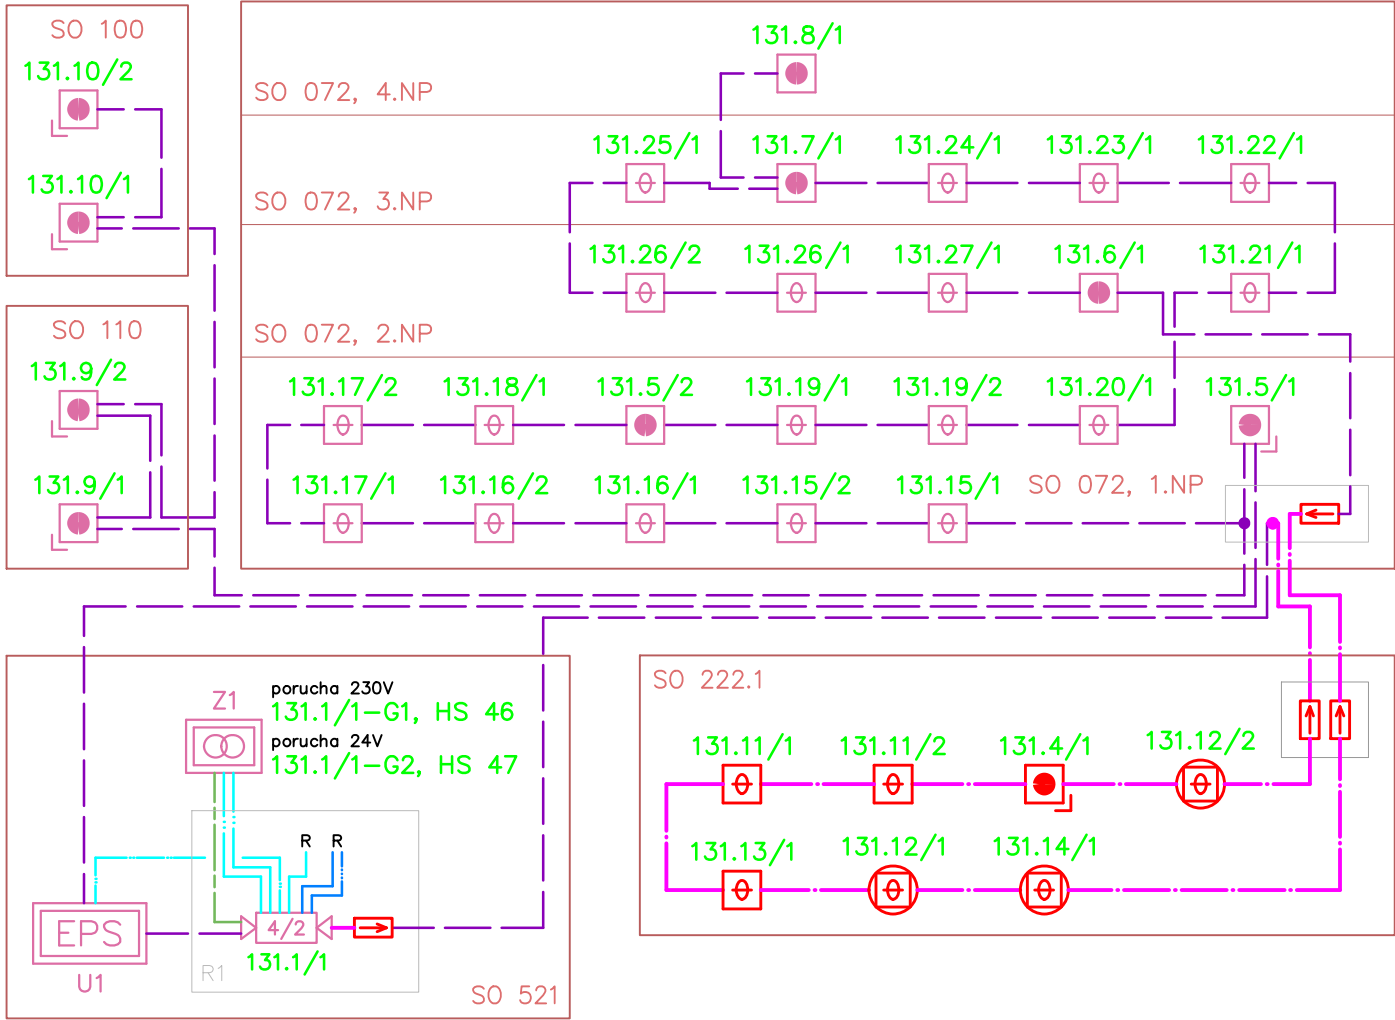 SO 100
131.10/2
131.10/1
SO 110
131.9/2
131.9/1
131.8/1
SO 072, 4.NP
131.25/1 131.7/1 131.24/1 131.23/1 131.22/1
SO 072, 3.NP
131.26/2 131.26/1 131.27/1 131.6/1 131.21/1
SO 072, 2.NP
131.17/2 131.18/1 131.5/2 131.19/1 131.19/2 131.20/1 131.5/1
131.17/1 131.16/2 131.16/1 131.15/2 131.15/1 SO 072, 1.NP
Z1
porucha 230V
131.1/1-G1, HS 46
porucha 24V
131.1/1-G2, HS 47
R R
EPS
4/2
131.1/1
R1
U1
SO 521
SO 222.1
131.11/1 131.11/2 131.4/1 131.12/2
131.13/1 131.12/1 131.14/1